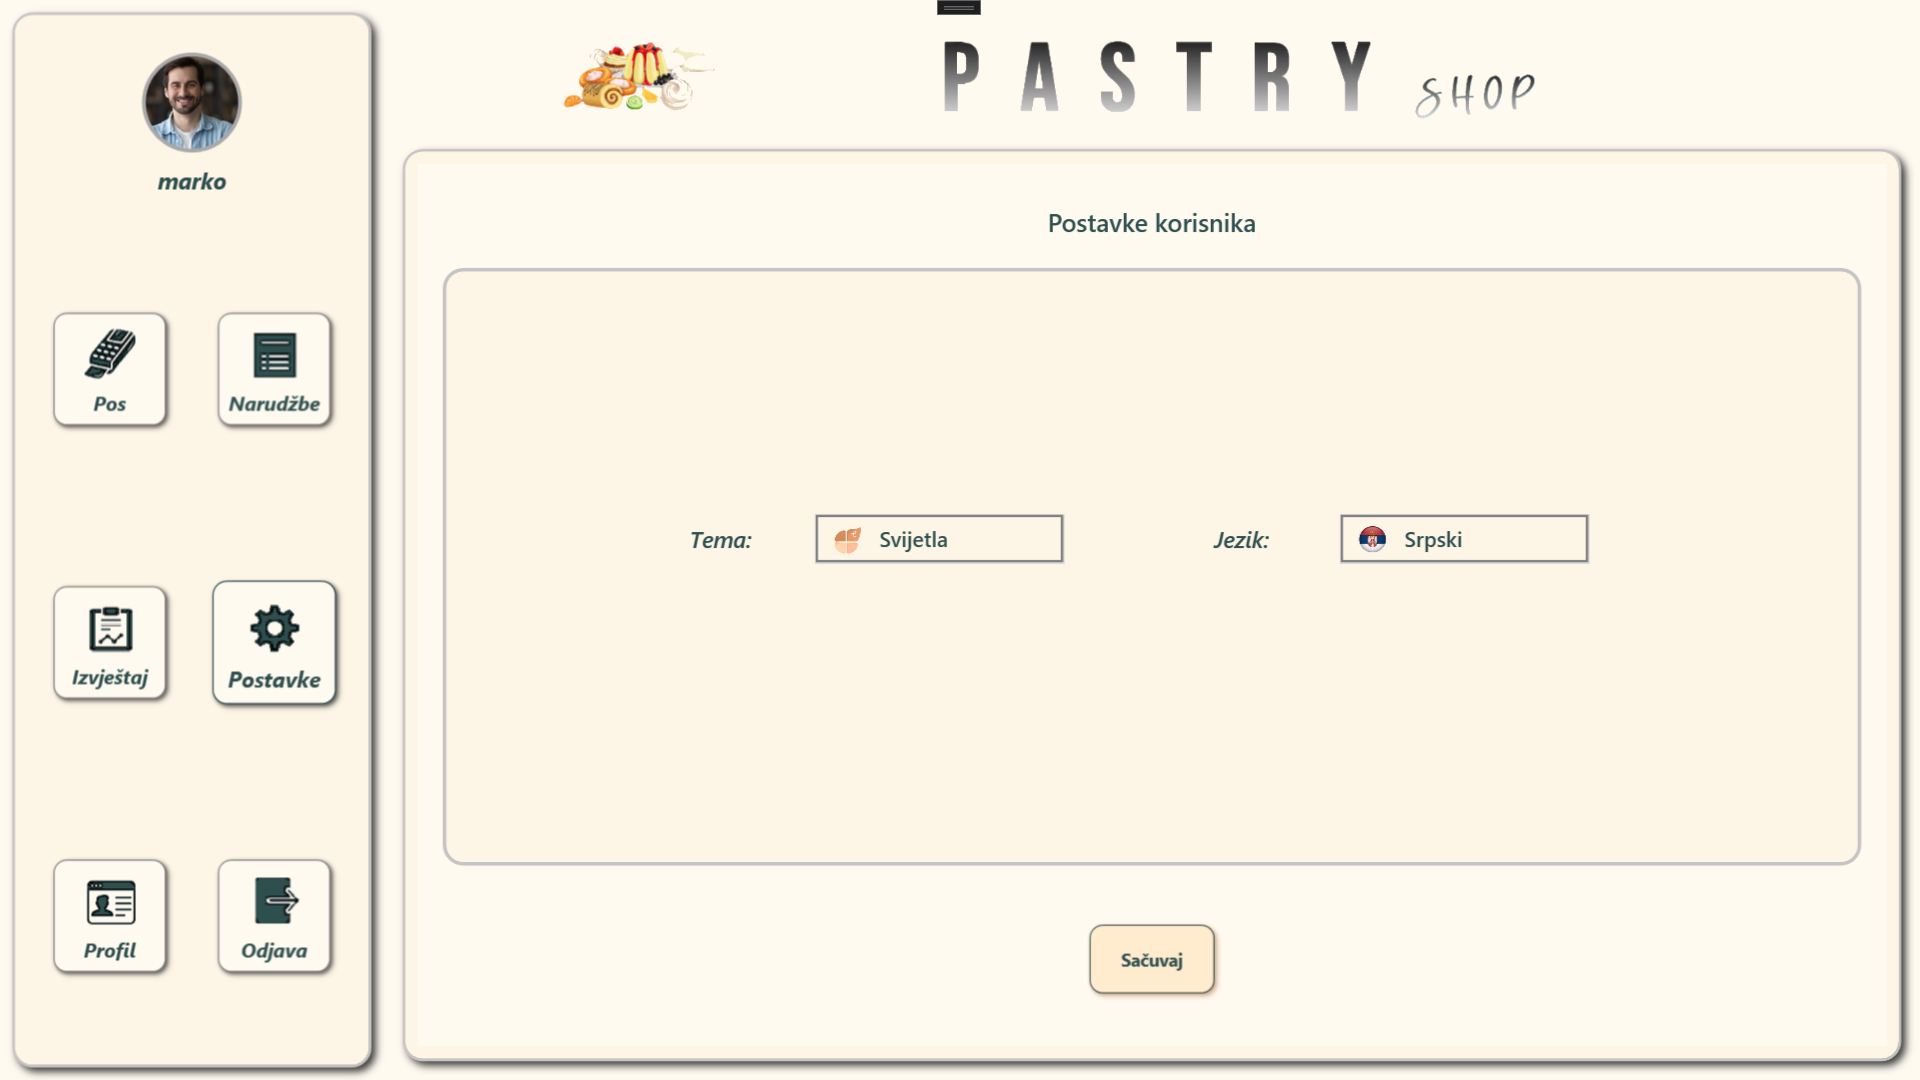 PASTRY SHOP
marko
Pos
Narudžbe
Izvještaj
Postavke
Profil
Odjava
Postavke korisnika
Tema:
Svijetla
Jezik:
Srpski
Sačuvaj